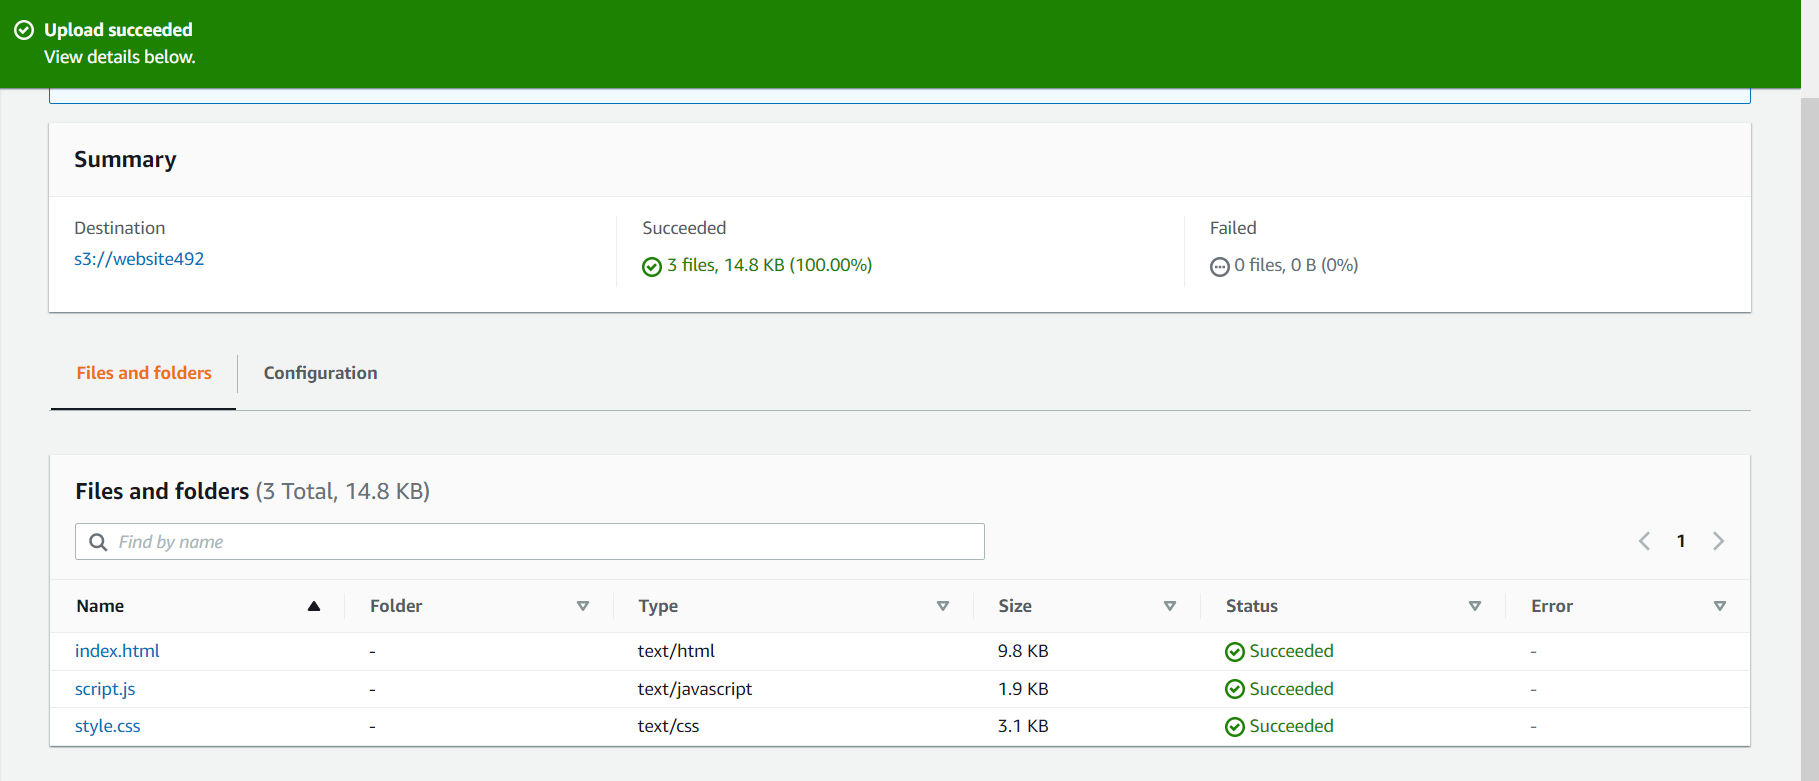 Upload succeeded
View details below.
Summary
Destination
s3://website492
Succeeded
3 files, 14.8 KB (100.00%)
Failed
0 files, 0 B (0%)
Files and folders
Configuration
Files and folders (3 Total, 14.8 KB)
Find by name
1
Name Folder Type Size Status Error
index.html - text/html 9.8 KB Succeeded -
script.js - text/javascript 1.9 KB Succeeded -
style.css - text/css 3.1 KB Succeeded -